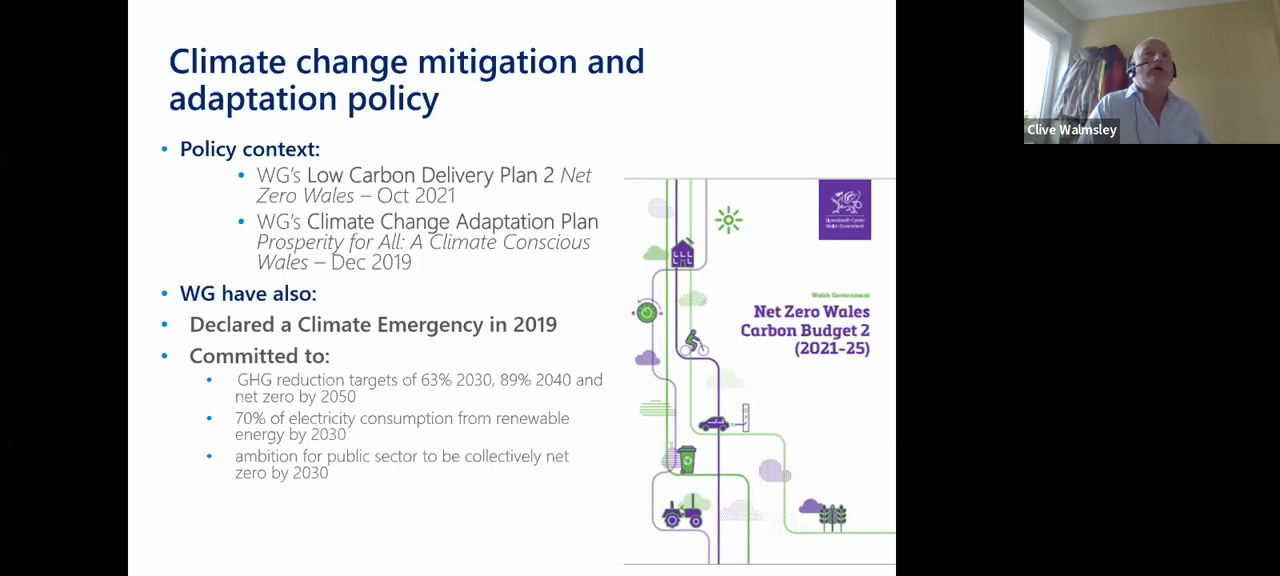 Climate change mitigation and
adaptation policy
• Policy context:
• WG's Low Carbon Delivery Plan 2 Net
Zero Wales – Oct 2021
• WG's Climate Change Adaptation Plan
Prosperity for All: A Climate Conscious
Wales – Dec 2019
• WG have also:
• Declared a Climate Emergency in 2019
• Committed to:
• GHG reduction targets of 63% 2030, 89% 2040 and
net zero by 2050
• 70% of electricity consumption from renewable
energy by 2030
• ambition for public sector to be collectively net
zero by 2030
Llywodraeth Cymru
Welsh Government
Welsh Government
Net Zero Wales
Carbon Budget 2
(2021-25)
Clive Walmsley